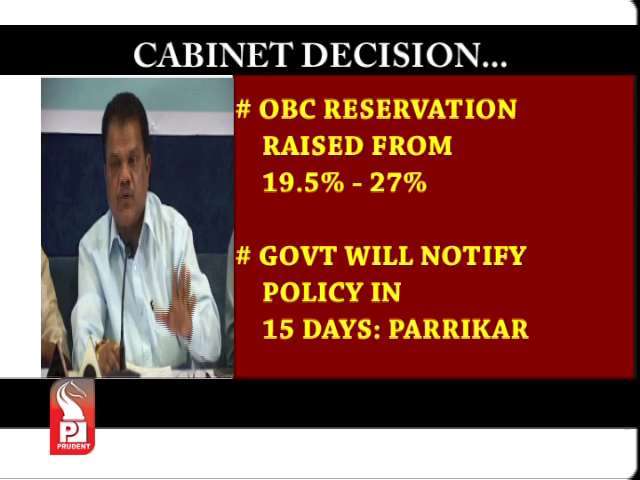 CABINET DECISION...
# OBC RESERVATION
RAISED FROM
19.5% - 27%
# GOVT WILL NOTIFY
POLICY IN
15 DAYS: PARRIKAR
P
PRUDENT